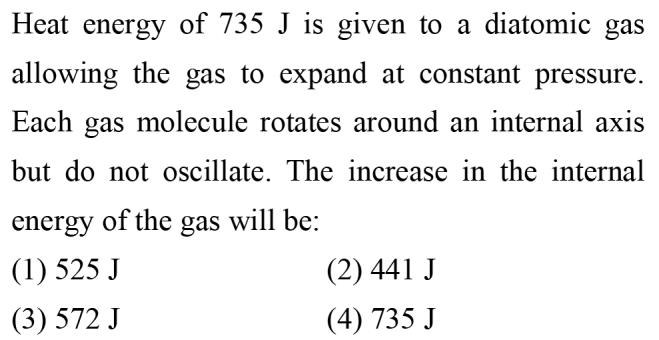 Heat energy of 735 J is given to a diatomic gas
allowing the gas to expand at constant pressure.
Each gas molecule rotates around an internal axis
but do not oscillate. The increase in the internal
energy of the gas will be:
(1) 525 J (2) 441 J
(3) 572 J (4) 735 J